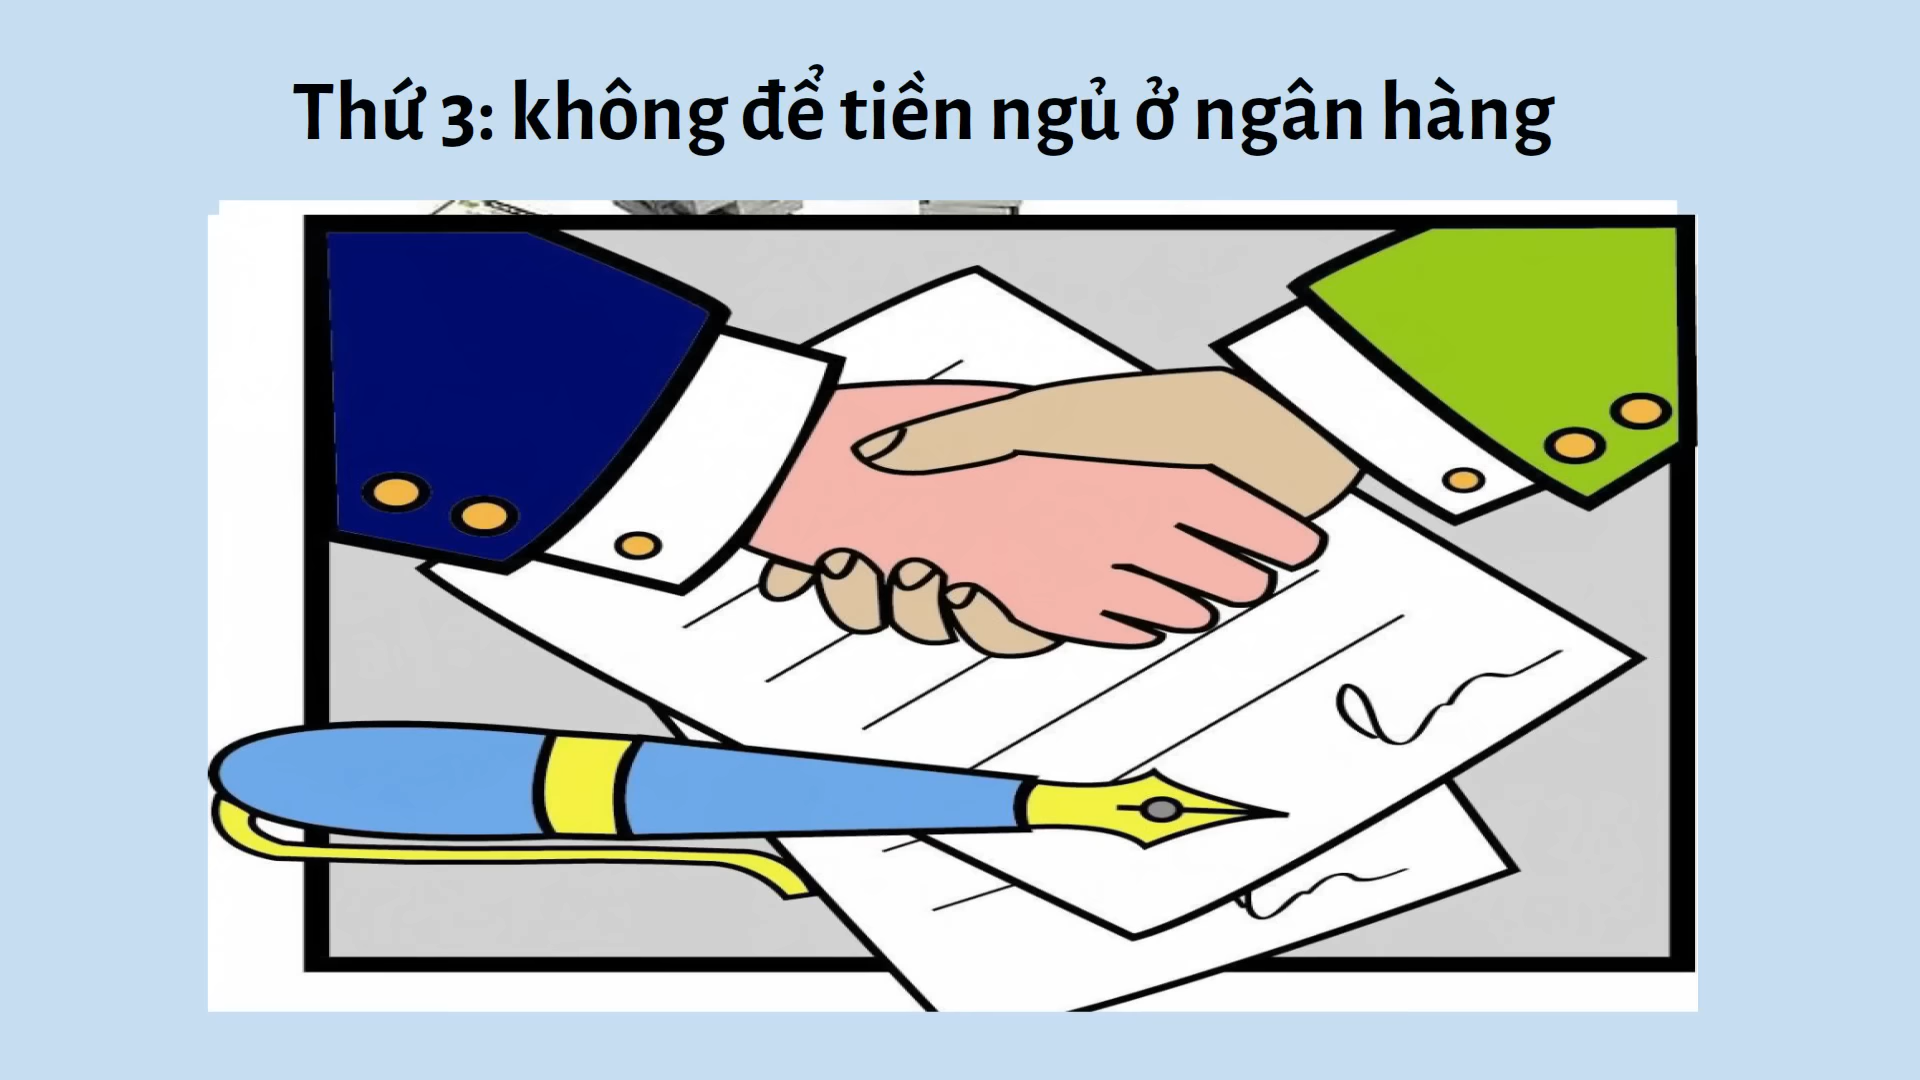 Thứ 3: không để tiền ngủ ở ngân hàng